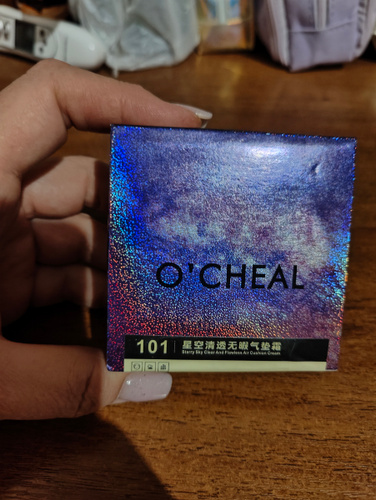 O'CHEAL
101 星空清透无暇气垫霜
Starry Sky Clear And Flawless Air Cushion Cream